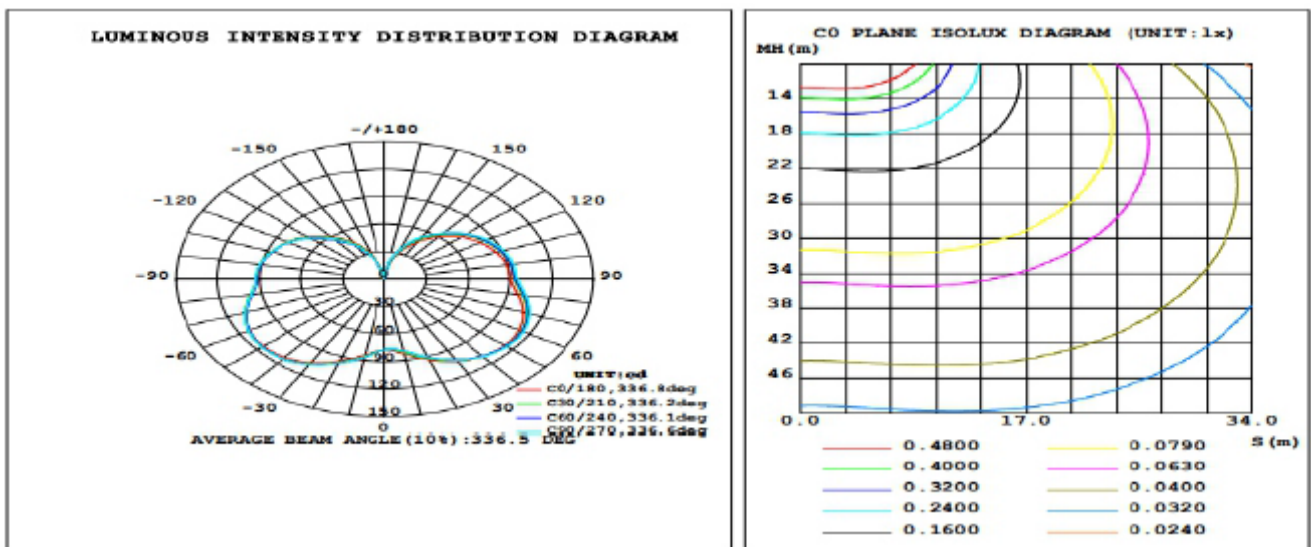 LUMINOUS INTENSITY DISTRIBUTION DIAGRAM
-/+180
-150 150
-120 120
-90 90
-60 60
-30 30
0
30
60
90
120
150
UNIT:cd
C0/180,336.8deg
C30/210,336.2deg
C60/240,336.1deg
C90/270,336.6deg
AVERAGE BEAM ANGLE(10%):336.5 DEG
C0 PLANE ISOLUX DIAGRAM (UNIT:lx)
MH(m)
14
18
22
26
30
34
38
42
46
0.0 17.0 34.0
S(m)
0.4800 0.0790
0.4000 0.0630
0.3200 0.0400
0.2400 0.0320
0.1600 0.0240